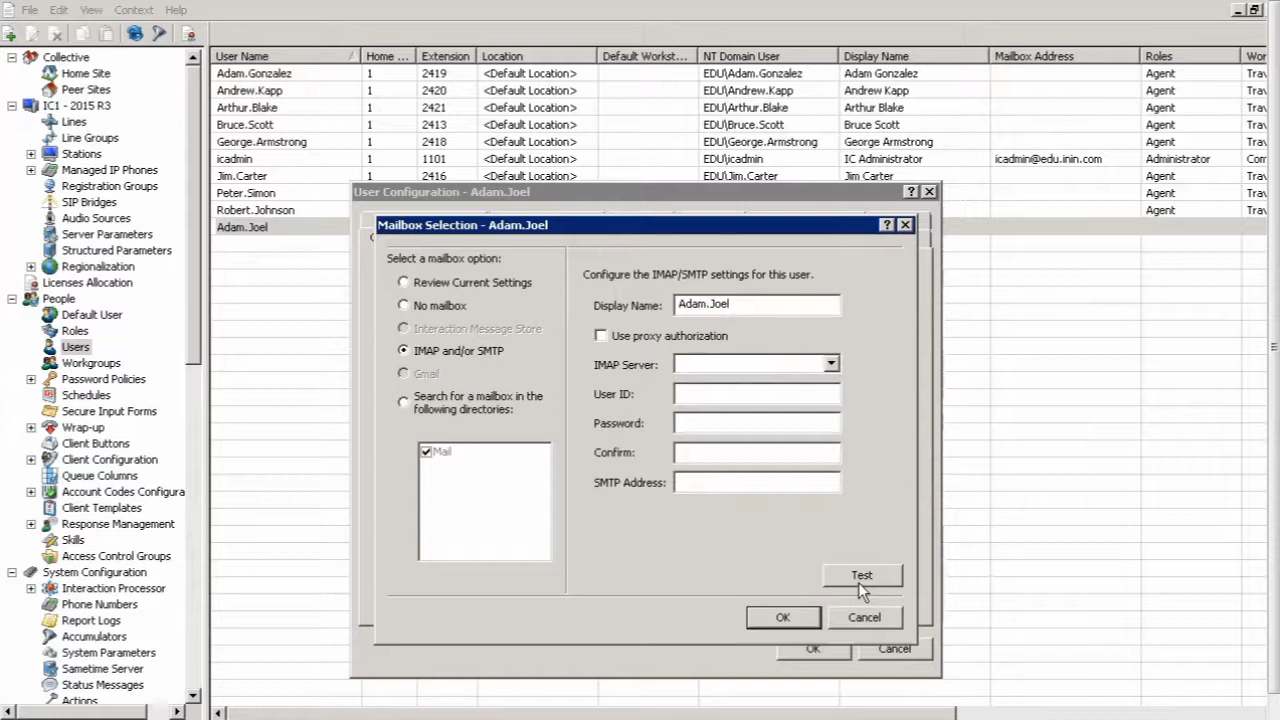 File Edit View Context Help
User Name Home ... Extension Location Default Workst... NT Domain User Display Name Mailbox Address Roles Wor
Adam.Gonzalez 1 2419 <Default Location> EDU\Adam.Gonzalez Adam Gonzalez Agent Trav
Andrew.Kapp 1 2420 <Default Location> EDU\Andrew.Kapp Andrew Kapp Agent Trav
Arthur.Blake 1 2421 <Default Location> EDU\Arthur.Blake Arthur Blake Agent Trav
Bruce.Scott 1 2413 <Default Location> EDU\Bruce.Scott Bruce Scott Agent Trav
George.Armstrong 1 2418 <Default Location> EDU\George.Armstrong George Armstrong Agent Trav
icadmin 1 1101 <Default Location> EDU\icadmin IC Administrator icadmin@edu.inin.com Administrator Com
Jim.Carter 1 2416 <Default Location> EDU\Jim.Carter Jim Carter Agent Trav
Peter.Simon Agent Trav
Robert.Johnson Agent Trav
Adam.Joel
Collective
Home Site
Peer Sites
IC1 - 2015 R3
Lines
Line Groups
Stations
Managed IP Phones
Registration Groups
SIP Bridges
Audio Sources
Server Parameters
Structured Parameters
Regionalization
Licenses Allocation
People
Default User
Roles
Users
Workgroups
Password Policies
Schedules
Secure Input Forms
Wrap-up
Client Buttons
Client Configuration
Queue Columns
Account Codes Configura
Client Templates
Response Management
Skills
Access Control Groups
System Configuration
Interaction Processor
Phone Numbers
Report Logs
Accumulators
System Parameters
Sametime Server
Status Messages
Actions
User Configuration - Adam.Joel
Mailbox Selection - Adam.Joel
Select a mailbox option:
Review Current Settings
No mailbox
Interaction Message Store
IMAP and/or SMTP
Gmail
Search for a mailbox in the
following directories:
Mail
Configure the IMAP/SMTP settings for this user.
Display Name: Adam.Joel
Use proxy authorization
IMAP Server:
User ID:
Password:
Confirm:
SMTP Address:
Test
OK Cancel
OK Cancel